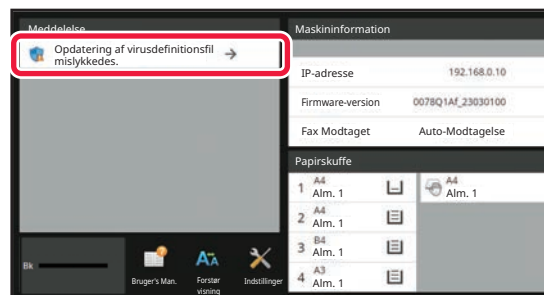 Meddelelse
Opdatering af virusdefinitionsfil
mislykkedes.
Maskininformation
IP-adresse 192.168.0.10
Firmware-version 0078Q1Af_23030100
Fax Modtaget Auto-Modtagelse
Papirskuffe
1 A4
Alm. 1
A4
Alm. 1
2 A4
Alm. 1
3 B4
Alm. 1
4 A3
Alm. 1
Bk
Bruger's Man.
Forstør
visning
Indstillinger